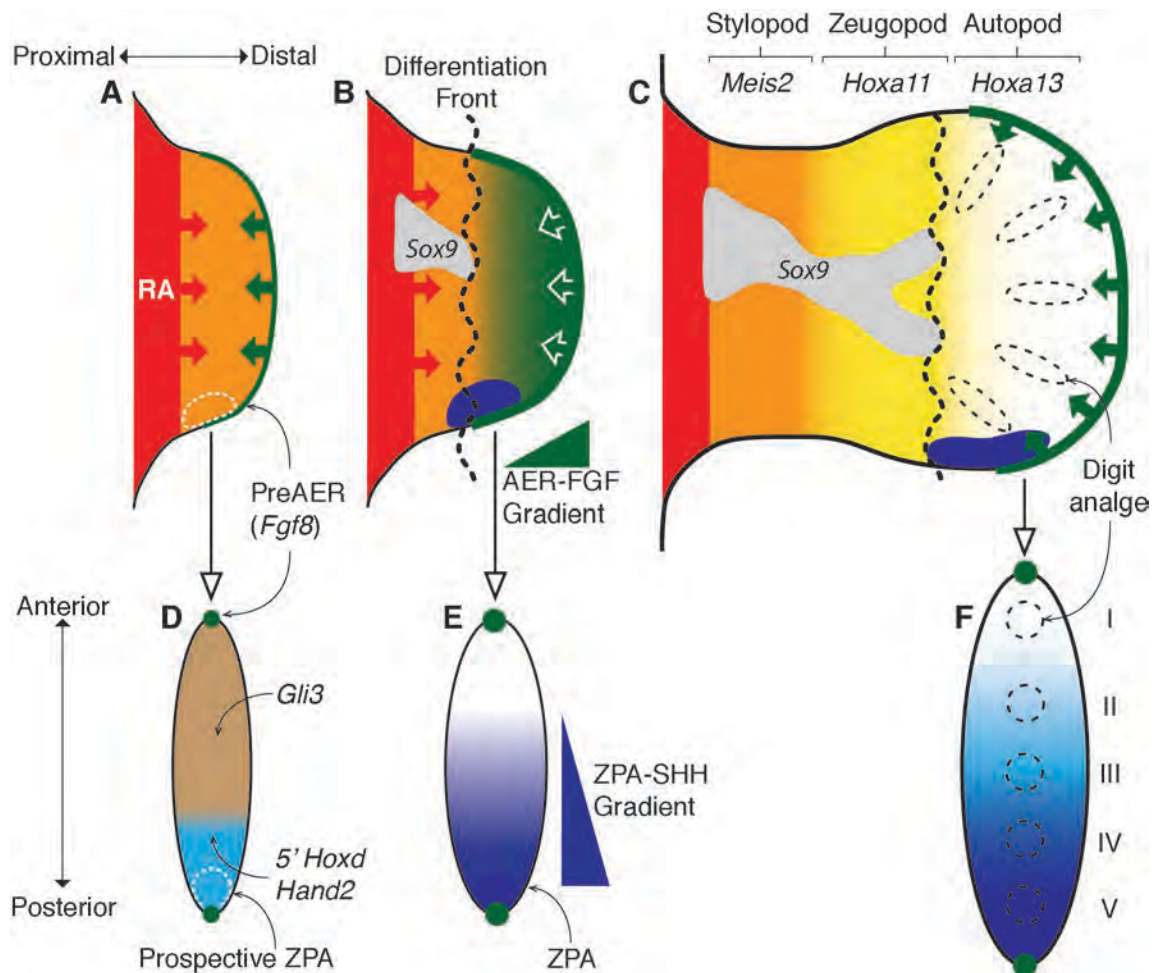 Stylopod Zeugopod Autopod
Proximal Distal
Differentiation
Front
A B C
Meis2 Hoxa11 Hoxa13
RA
Sox9
Sox9
PreAER
(Fgf8)
AER-FGF
Gradient
Digit
analge
Anterior
Posterior
D
Gli3
5' Hoxd
Hand2
Prospective ZPA
E
ZPA-SHH
Gradient
ZPA
F
I
II
III
IV
V